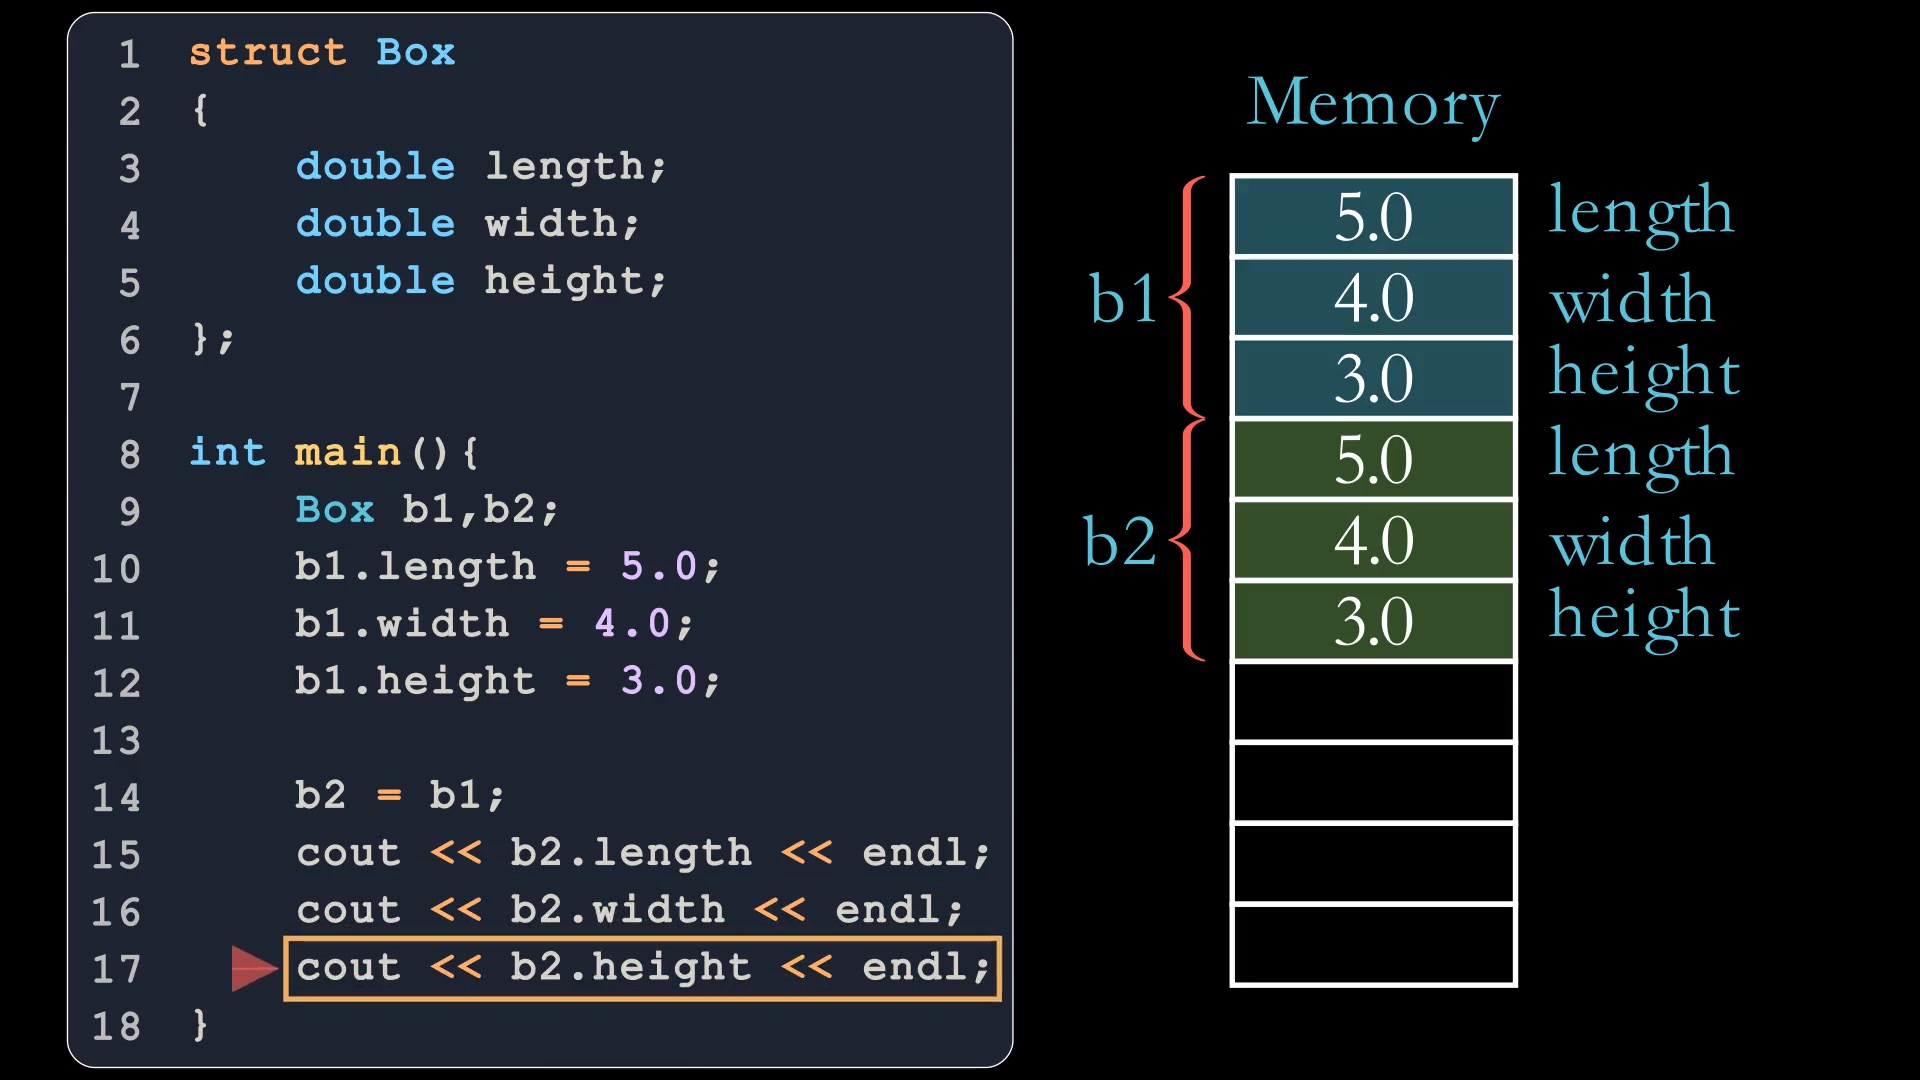 1 struct Box
2 {
3 double length;
4 double width;
5 double height;
6 };
7
8 int main(){
9 Box b1,b2;
10 b1.length = 5.0;
11 b1.width = 4.0;
12 b1.height = 3.0;
13
14 b2 = b1;
15 cout << b2.length << endl;
16 cout << b2.width << endl;
17 cout << b2.height << endl;
18 }
Memory
b1
5.0 length
4.0 width
3.0 height
b2
5.0 length
4.0 width
3.0 height